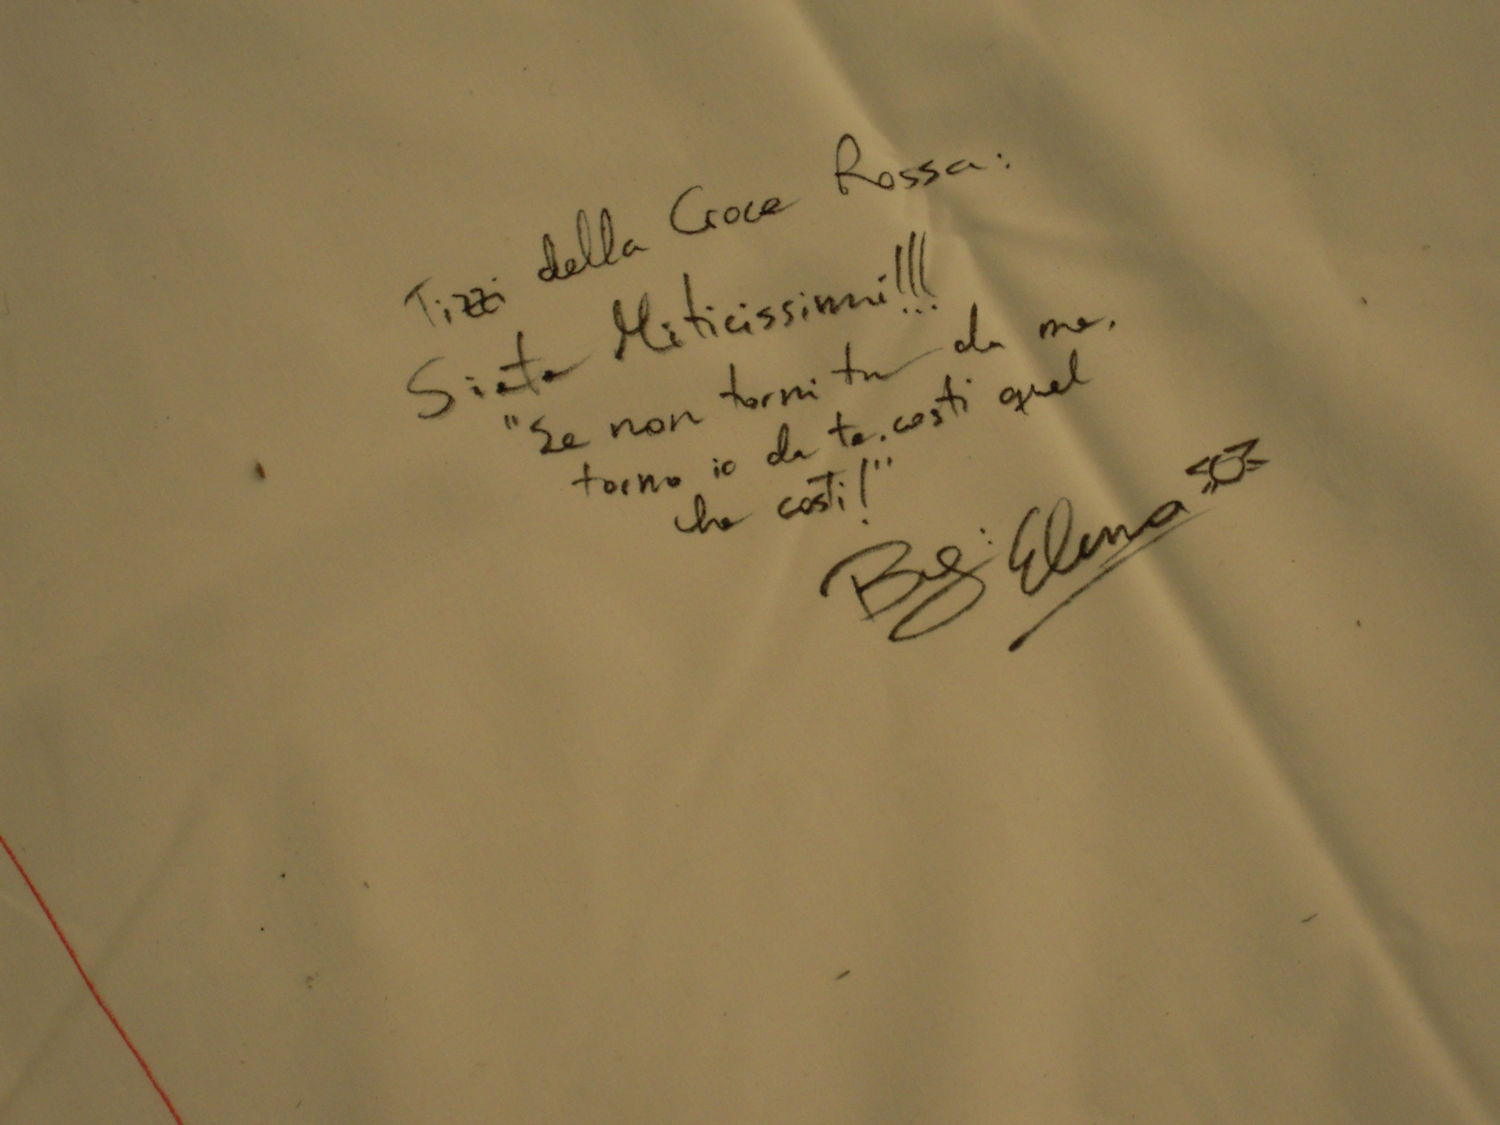 Tizzi della Croce Rossa:
Siete Miticissimi!!!
"Se non torni tu da me,
torno io da te. costi quel
che costi!"
Big: Elena